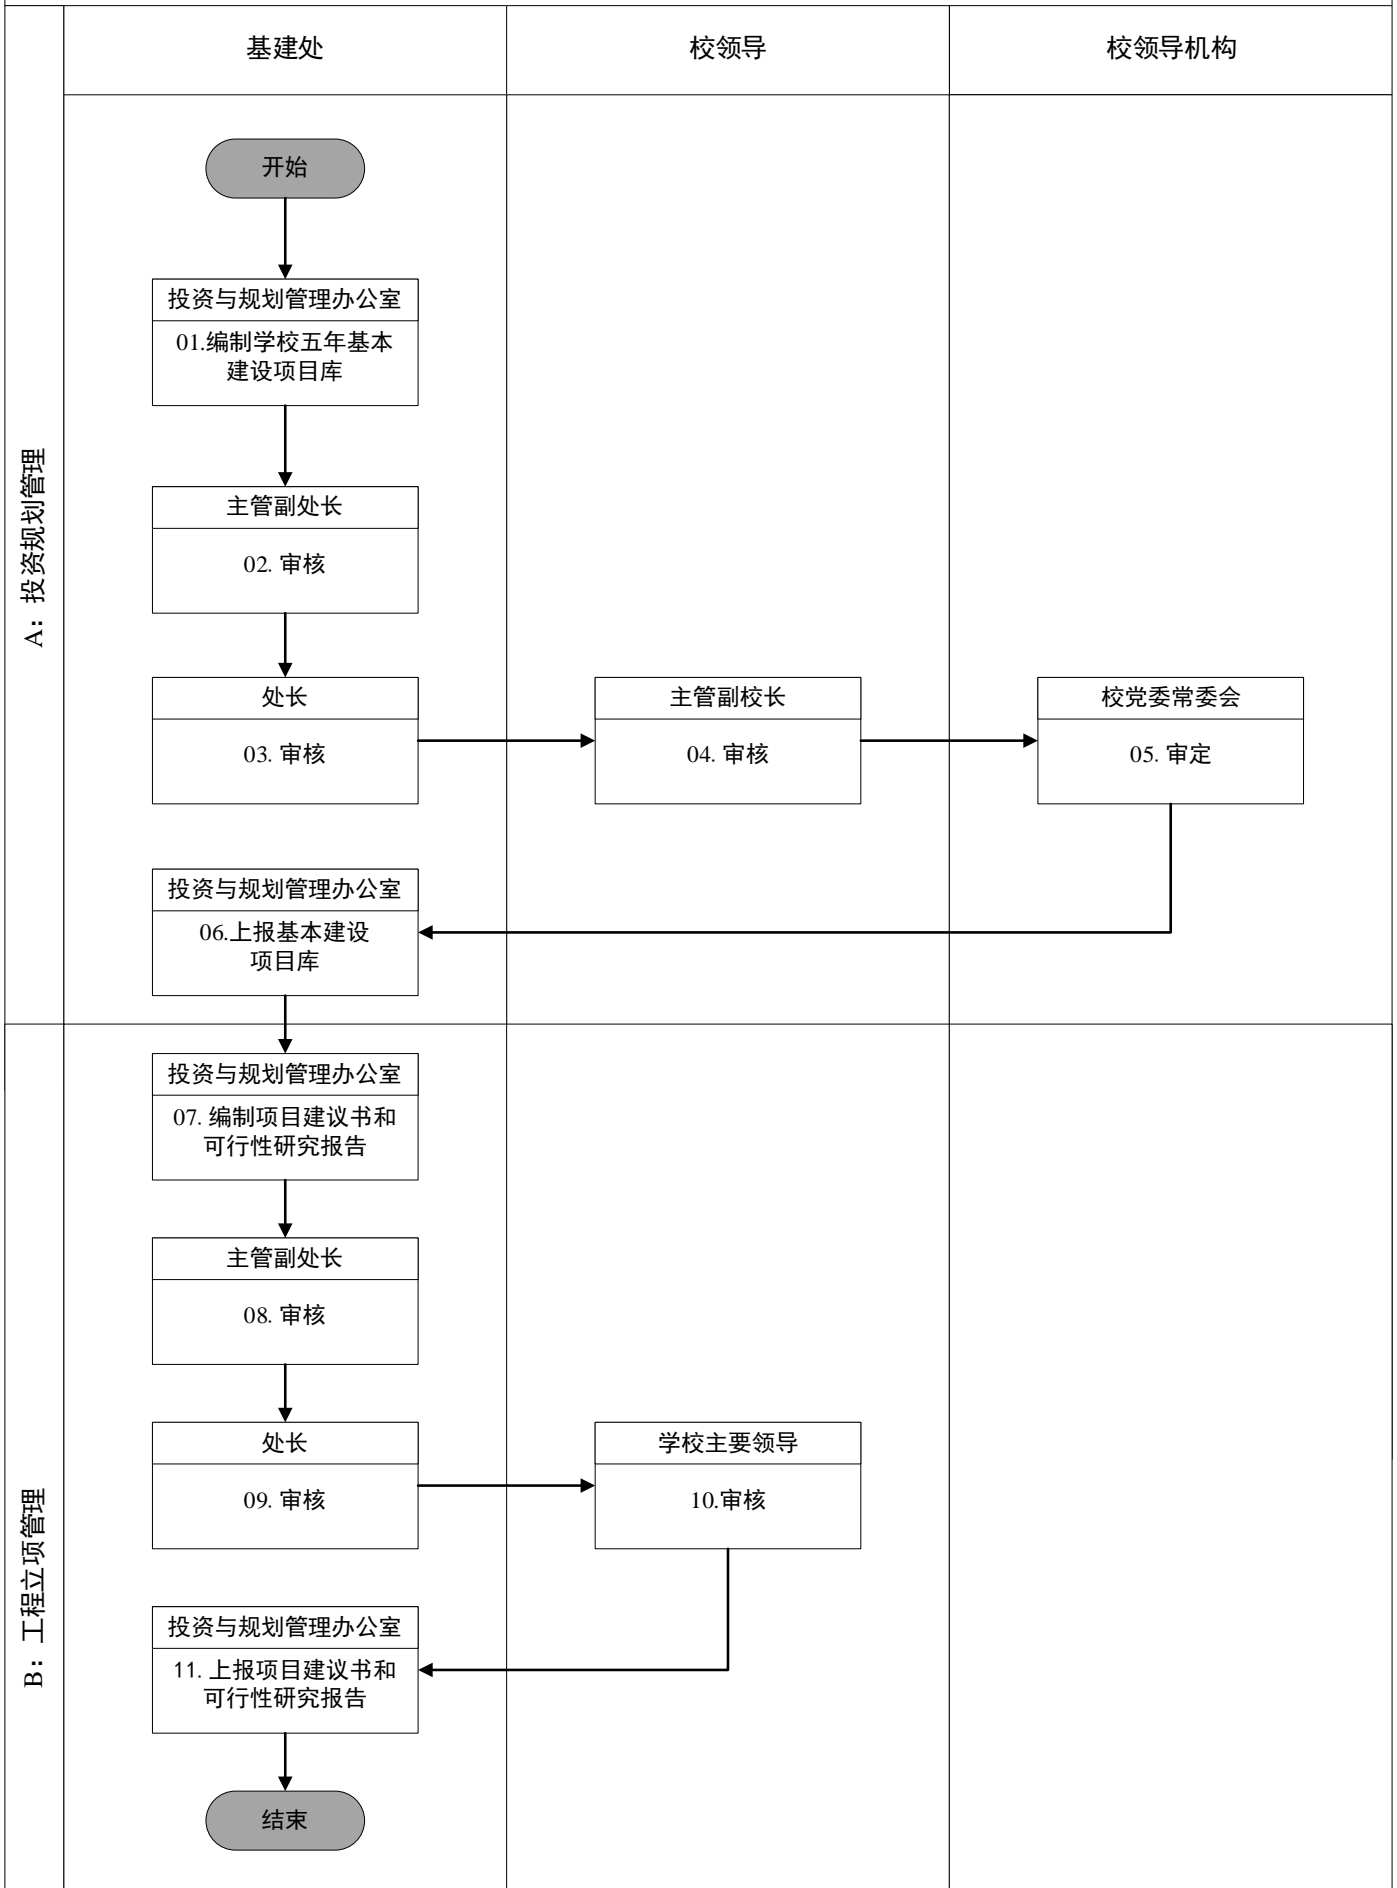 基建处
校领导
校领导机构
A：投资规划管理
开始
投资与规划管理办公室
01.编制学校五年基本
建设项目库
主管副处长
02. 审核
处长
03. 审核
主管副校长
04. 审核
校党委常委会
05. 审定
投资与规划管理办公室
06.上报基本建设
项目库
B：工程立项管理
投资与规划管理办公室
07. 编制项目建议书和
可行性研究报告
主管副处长
08. 审核
处长
09. 审核
学校主要领导
10.审核
投资与规划管理办公室
11. 上报项目建议书和
可行性研究报告
结束